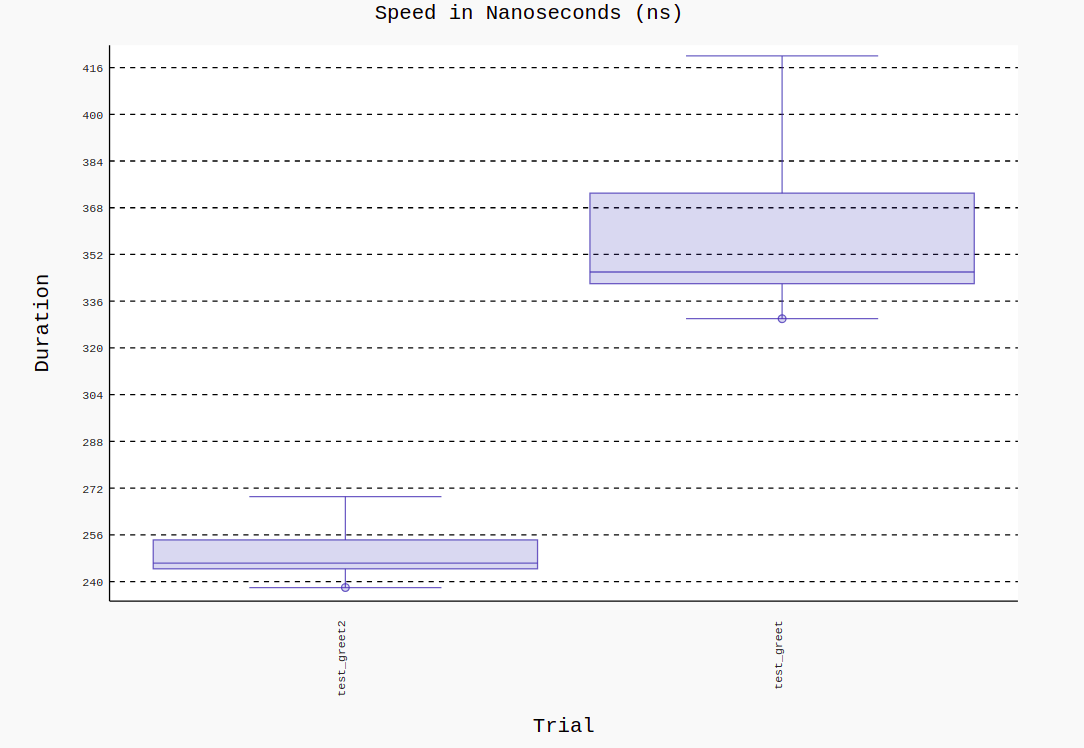 Speed in Nanoseconds (ns)
416
400
384
368
352
336
320
304
288
272
256
240
Duration
test_greet2
test_greet
Trial